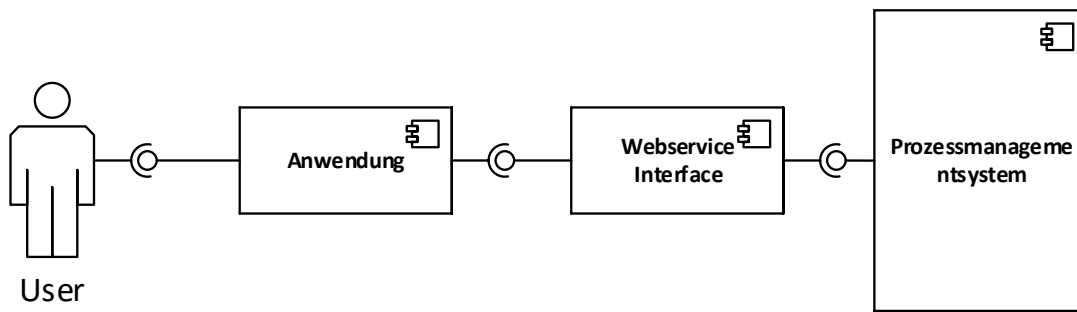 Anwendung
Webservice
Interface
Prozessmanageme
ntsystem
User